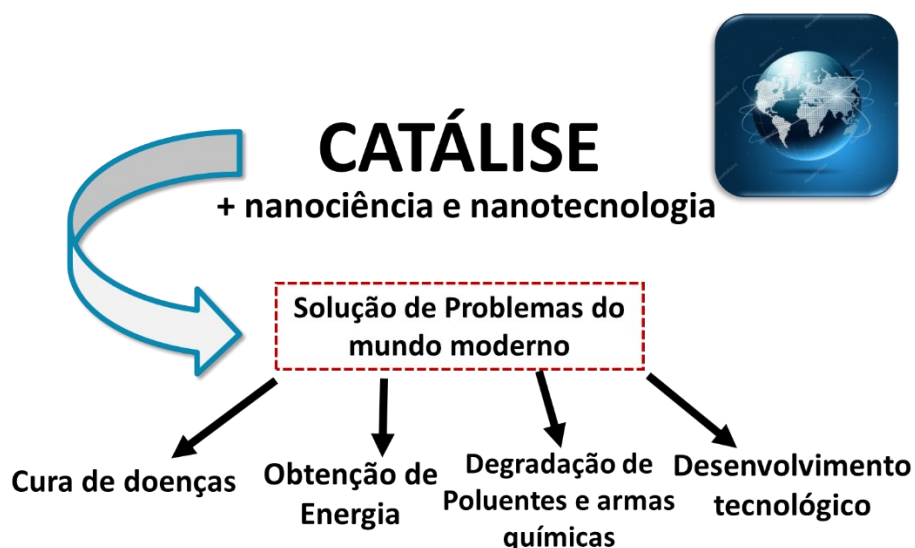 CATÁLISE
+ nanociência e nanotecnologia
Solução de Problemas do
mundo moderno
Cura de doenças
Obtenção de
Energia
Degradação de
Poluentes e armas
químicas
Desenvolvimento
tecnológico